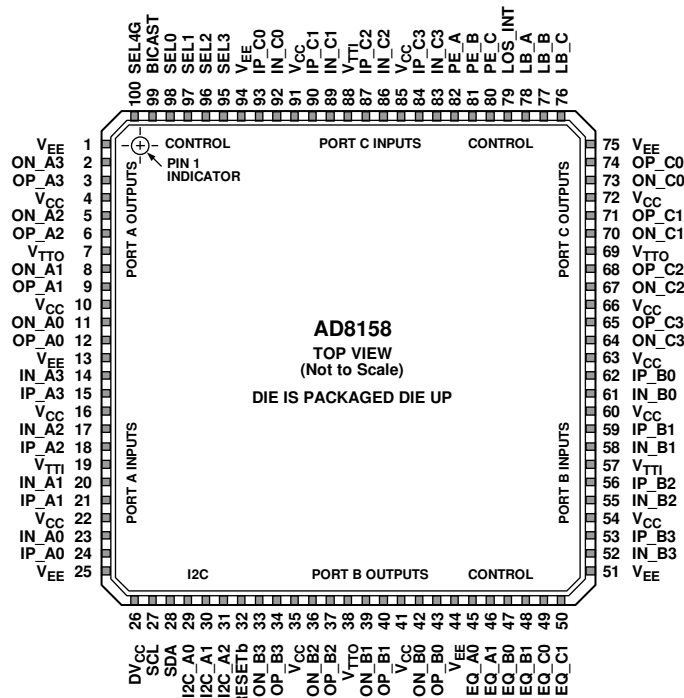 100 SEL4G
99 BICAST
98 SEL0
97 SEL1
96 SEL2
95 SEL3
94 VEE
93 IP_C0
92 IN_C0
91 VCC
90 IP_C1
89 IN_C1
88 VTTI
87 IP_C2
86 IN_C2
85 VCC
84 IP_C3
83 IN_C3
82 PE_A
81 PE_B
80 PE_C
79 LOS_INT
78 LB_A
77 LB_B
76 LB_C
VEE 1
ON_A3 2
OP_A3 3
VCC 4
ON_A2 5
OP_A2 6
VTTO 7
ON_A1 8
OP_A1 9
VCC 10
ON_A0 11
OP_A0 12
VEE 13
IN_A3 14
IP_A3 15
VCC 16
IN_A2 17
IP_A2 18
VTTI 19
IN_A1 20
IP_A1 21
VCC 22
IN_A0 23
IP_A0 24
VEE 25
CONTROL
PORT C INPUTS
CONTROL
PIN 1
INDICATOR
PORT A OUTPUTS
PORT C OUTPUTS
AD8158
TOP VIEW
(Not to Scale)
DIE IS PACKAGED DIE UP
PORT A INPUTS
PORT B INPUTS
I2C
PORT B OUTPUTS
CONTROL
75 VEE
74 OP_C0
73 ON_C0
72 VCC
71 OP_C1
70 ON_C1
69 VTTO
68 OP_C2
67 ON_C2
66 VCC
65 OP_C3
64 ON_C3
63 VCC
62 IP_B0
61 IN_B0
60 VCC
59 IP_B1
58 IN_B1
57 VTTI
56 IP_B2
55 IN_B2
54 VCC
53 IP_B3
52 IN_B3
51 VEE
26 DVCC
27 SCL
28 SDA
29 I2C_A0
30 I2C_A1
31 I2C_A2
32 RESETb
33 ON_B3
34 OP_B3
35 VCC
36 ON_B2
37 OP_B2
38 VTTO
39 ON_B1
40 OP_B1
41 VCC
42 ON_B0
43 OP_B0
44 VEE
45 EQ_A0
46 EQ_A1
47 EQ_B0
48 EQ_B1
49 EQ_C0
50 EQ_C1